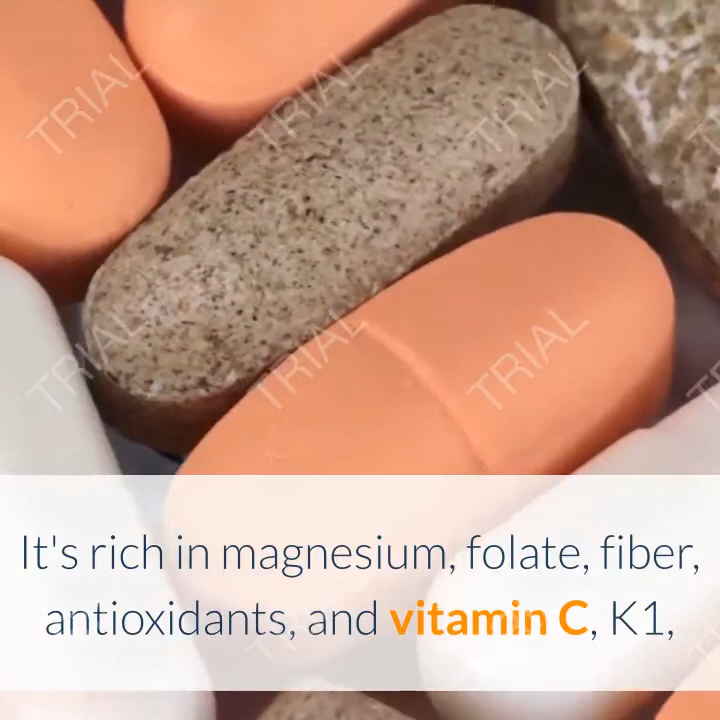 TRIAL TRIAL TRIAL
It's rich in magnesium, folate, fiber,
antioxidants, and vitamin C, K1,
TRIAL TRIAL TRIAL